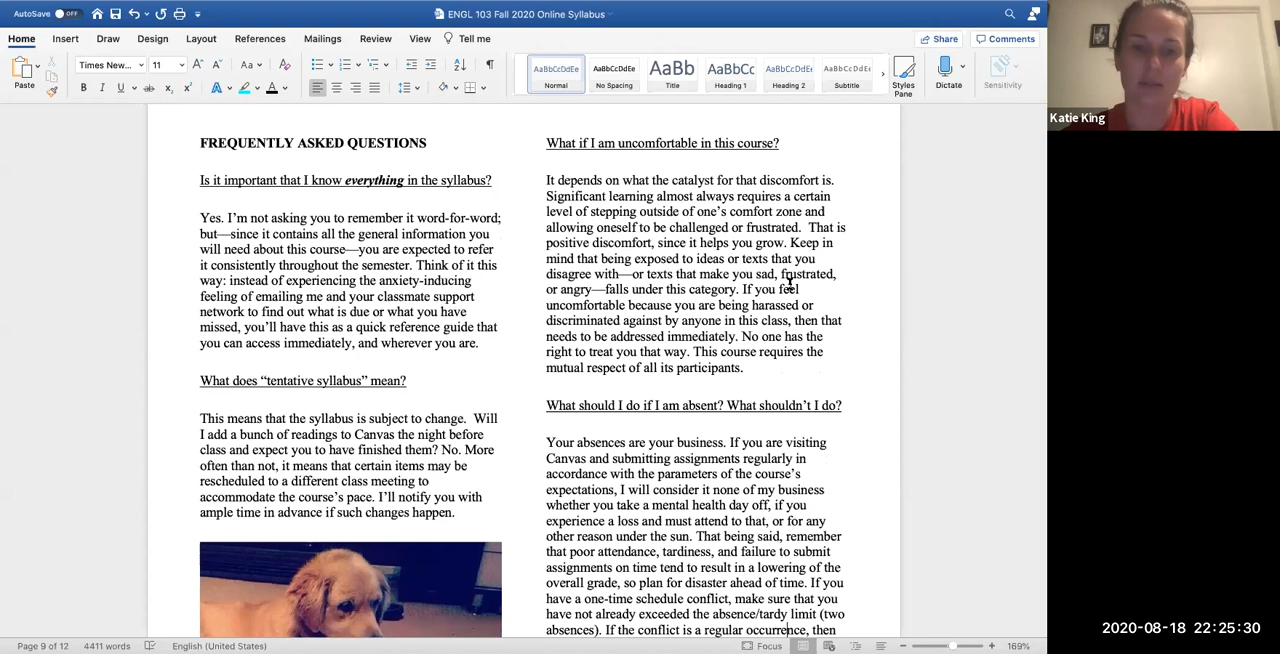 AutoSave OFF
ENGL 103 Fall 2020 Online Syllabus
Home Insert Draw Design Layout References Mailings Review View Tell me
Share Comments
Paste
Times New... 11
AaBbCcDdEe Normal
AaBbCcDdEe No Spacing
AaBb Title
AaBbCc Heading 1
AaBbCcDdEe Heading 2
AaBbCcDdEe Subtitle
Styles Pane
Dictate
Sensitivity
Katie King
FREQUENTLY ASKED QUESTIONS
Is it important that I know everything in the syllabus?
Yes. I’m not asking you to remember it word-for-word;
but—since it contains all the general information you
will need about this course—you are expected to refer
it consistently throughout the semester. Think of it this
way: instead of experiencing the anxiety-inducing
feeling of emailing me and your classmate support
network to find out what is due or what you have
missed, you’ll have this as a quick reference guide that
you can access immediately, and wherever you are.
What does “tentative syllabus” mean?
This means that the syllabus is subject to change. Will
I add a bunch of readings to Canvas the night before
class and expect you to have finished them? No. More
often than not, it means that certain items may be
rescheduled to a different class meeting to
accommodate the course’s pace. I’ll notify you with
ample time in advance if such changes happen.
What if I am uncomfortable in this course?
It depends on what the catalyst for that discomfort is.
Significant learning almost always requires a certain
level of stepping outside of one’s comfort zone and
allowing oneself to be challenged or frustrated. That is
positive discomfort, since it helps you grow. Keep in
mind that being exposed to ideas or texts that you
disagree with—or texts that make you sad, frustrated,
or angry—falls under this category. If you feel
uncomfortable because you are being harassed or
discriminated against by anyone in this class, then that
needs to be addressed immediately. No one has the
right to treat you that way. This course requires the
mutual respect of all its participants.
What should I do if I am absent? What shouldn’t I do?
Your absences are your business. If you are visiting
Canvas and submitting assignments regularly in
accordance with the parameters of the course’s
expectations, I will consider it none of my business
whether you take a mental health day off, if you
experience a loss and must attend to that, or for any
other reason under the sun. That being said, remember
that poor attendance, tardiness, and failure to submit
assignments on time tend to result in a lowering of the
overall grade, so plan for disaster ahead of time. If you
have a one-time schedule conflict, make sure that you
have not already exceeded the absence/tardy limit (two
absences). If the conflict is a regular occurrence, then
Page 9 of 12 4411 words English (United States)
Focus
169%
2020-08-18 22:25:30